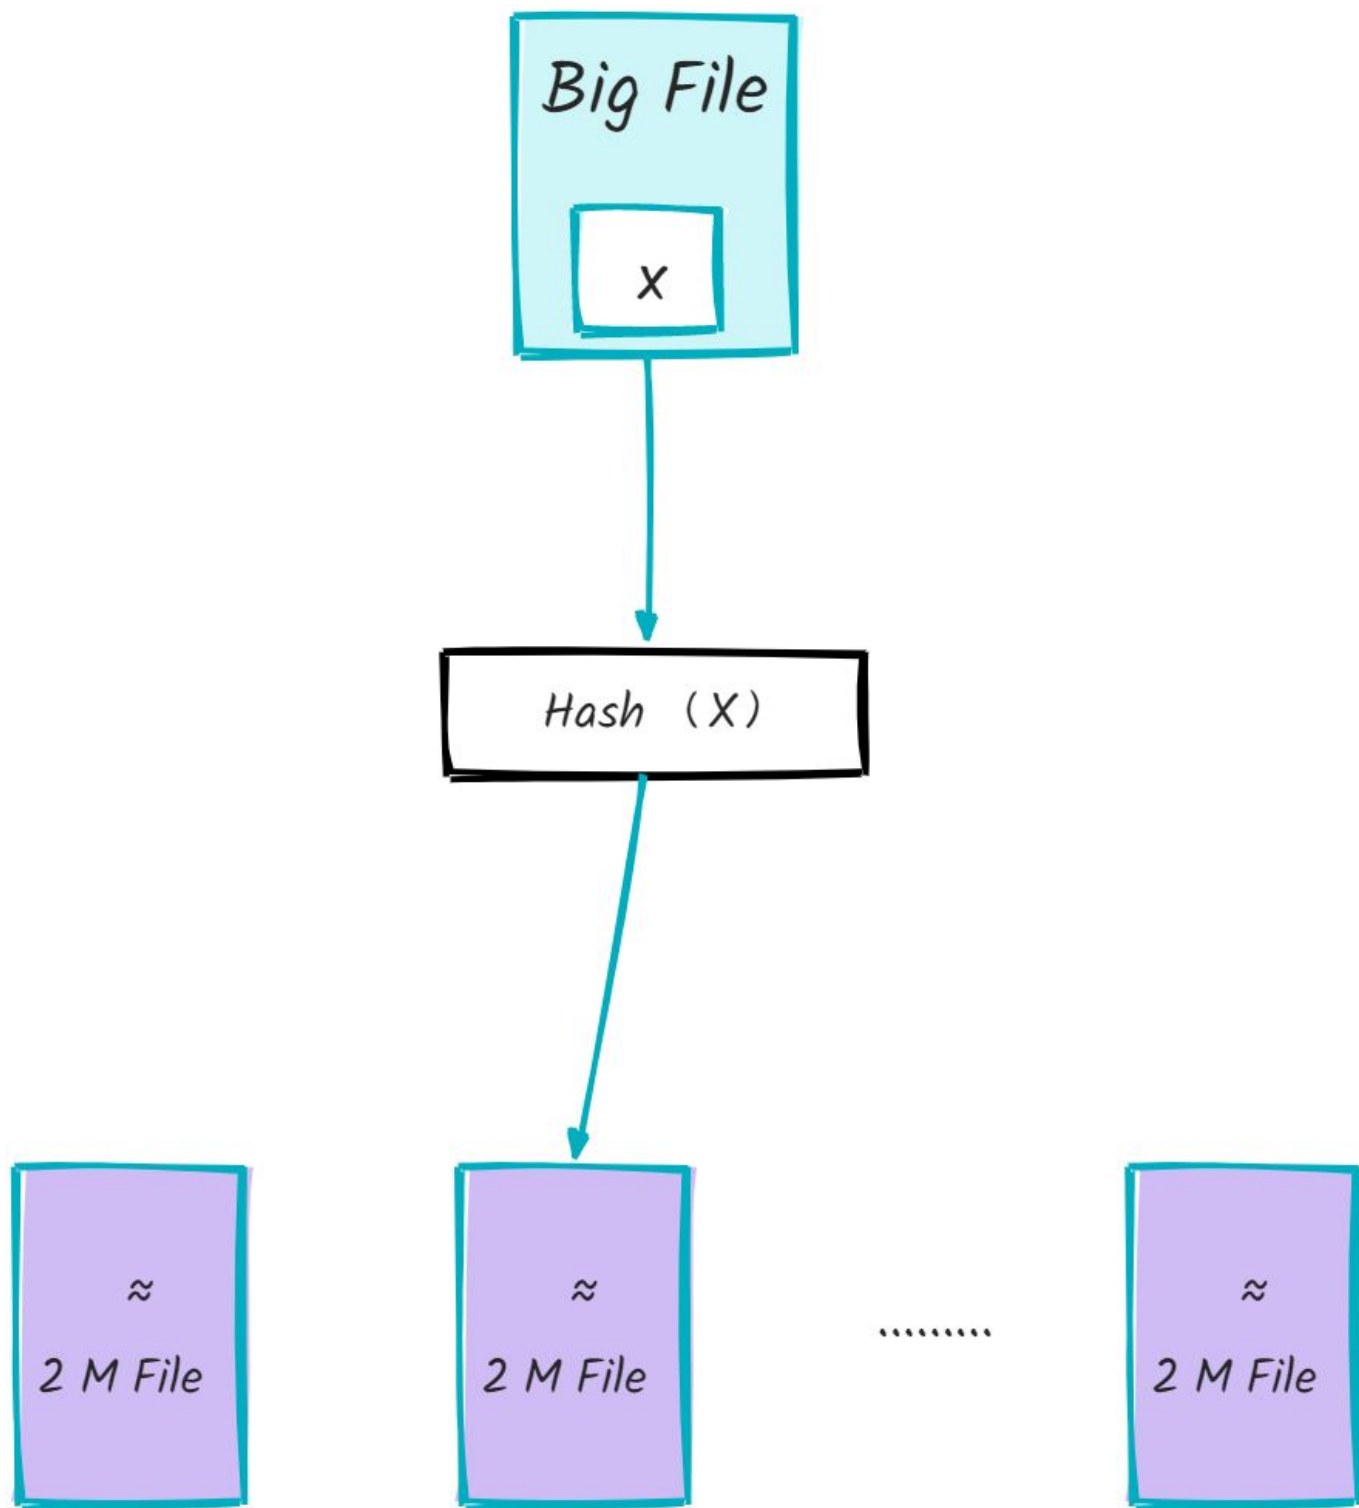 Big File
x
Hash （X）
≈
2 M File
≈
2 M File
.........
≈
2 M File